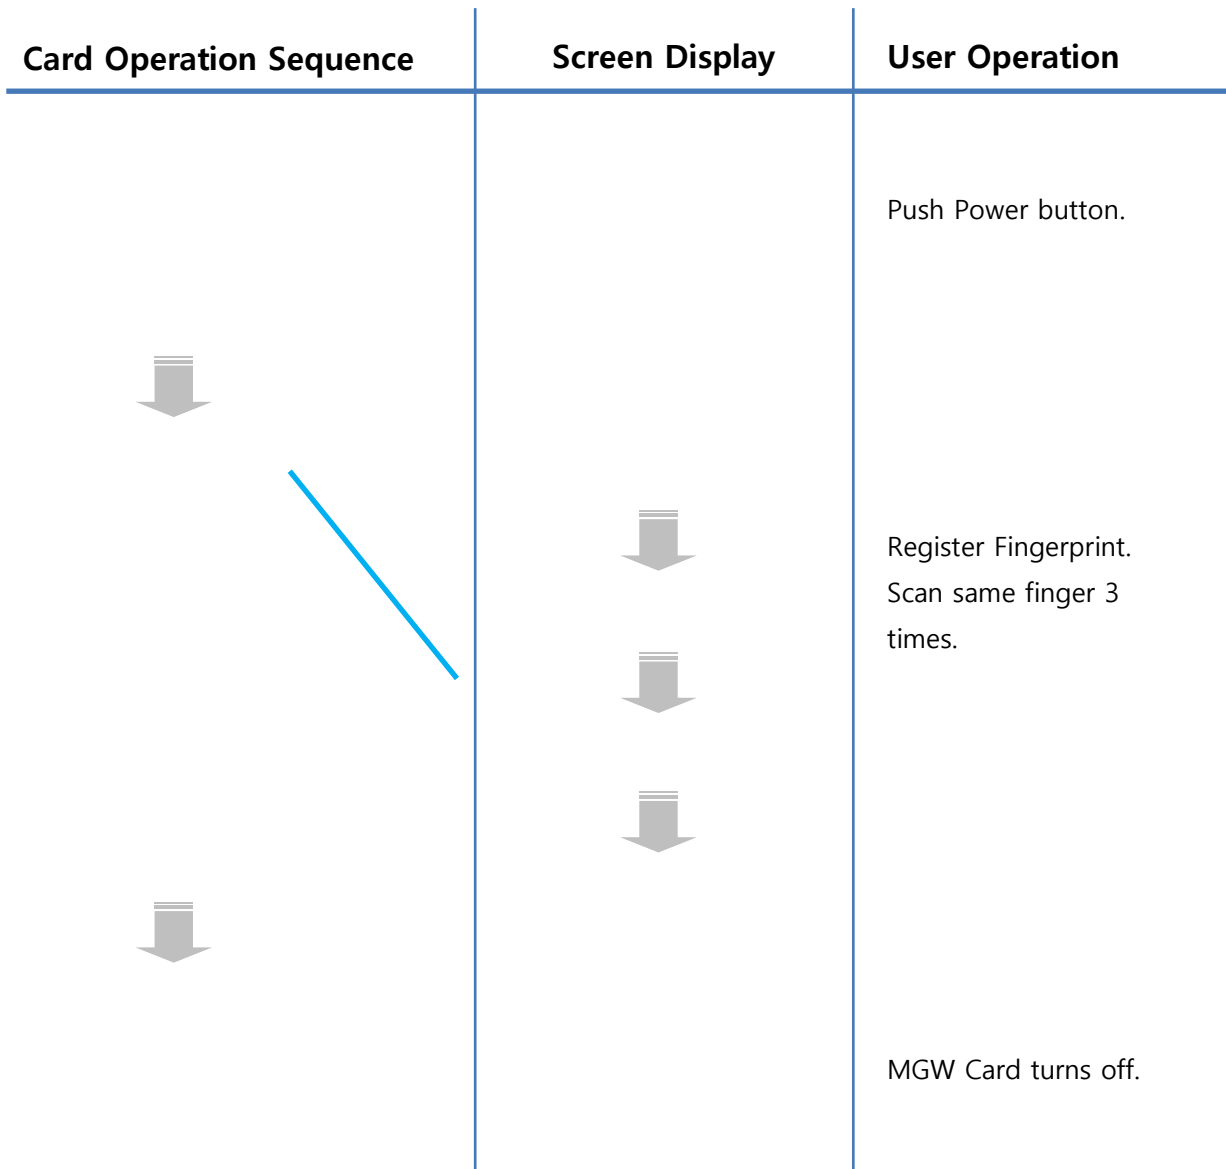 Card Operation Sequence
Screen Display
User Operation
Push Power button.
Register Fingerprint.
Scan same finger 3
times.
MGW Card turns off.